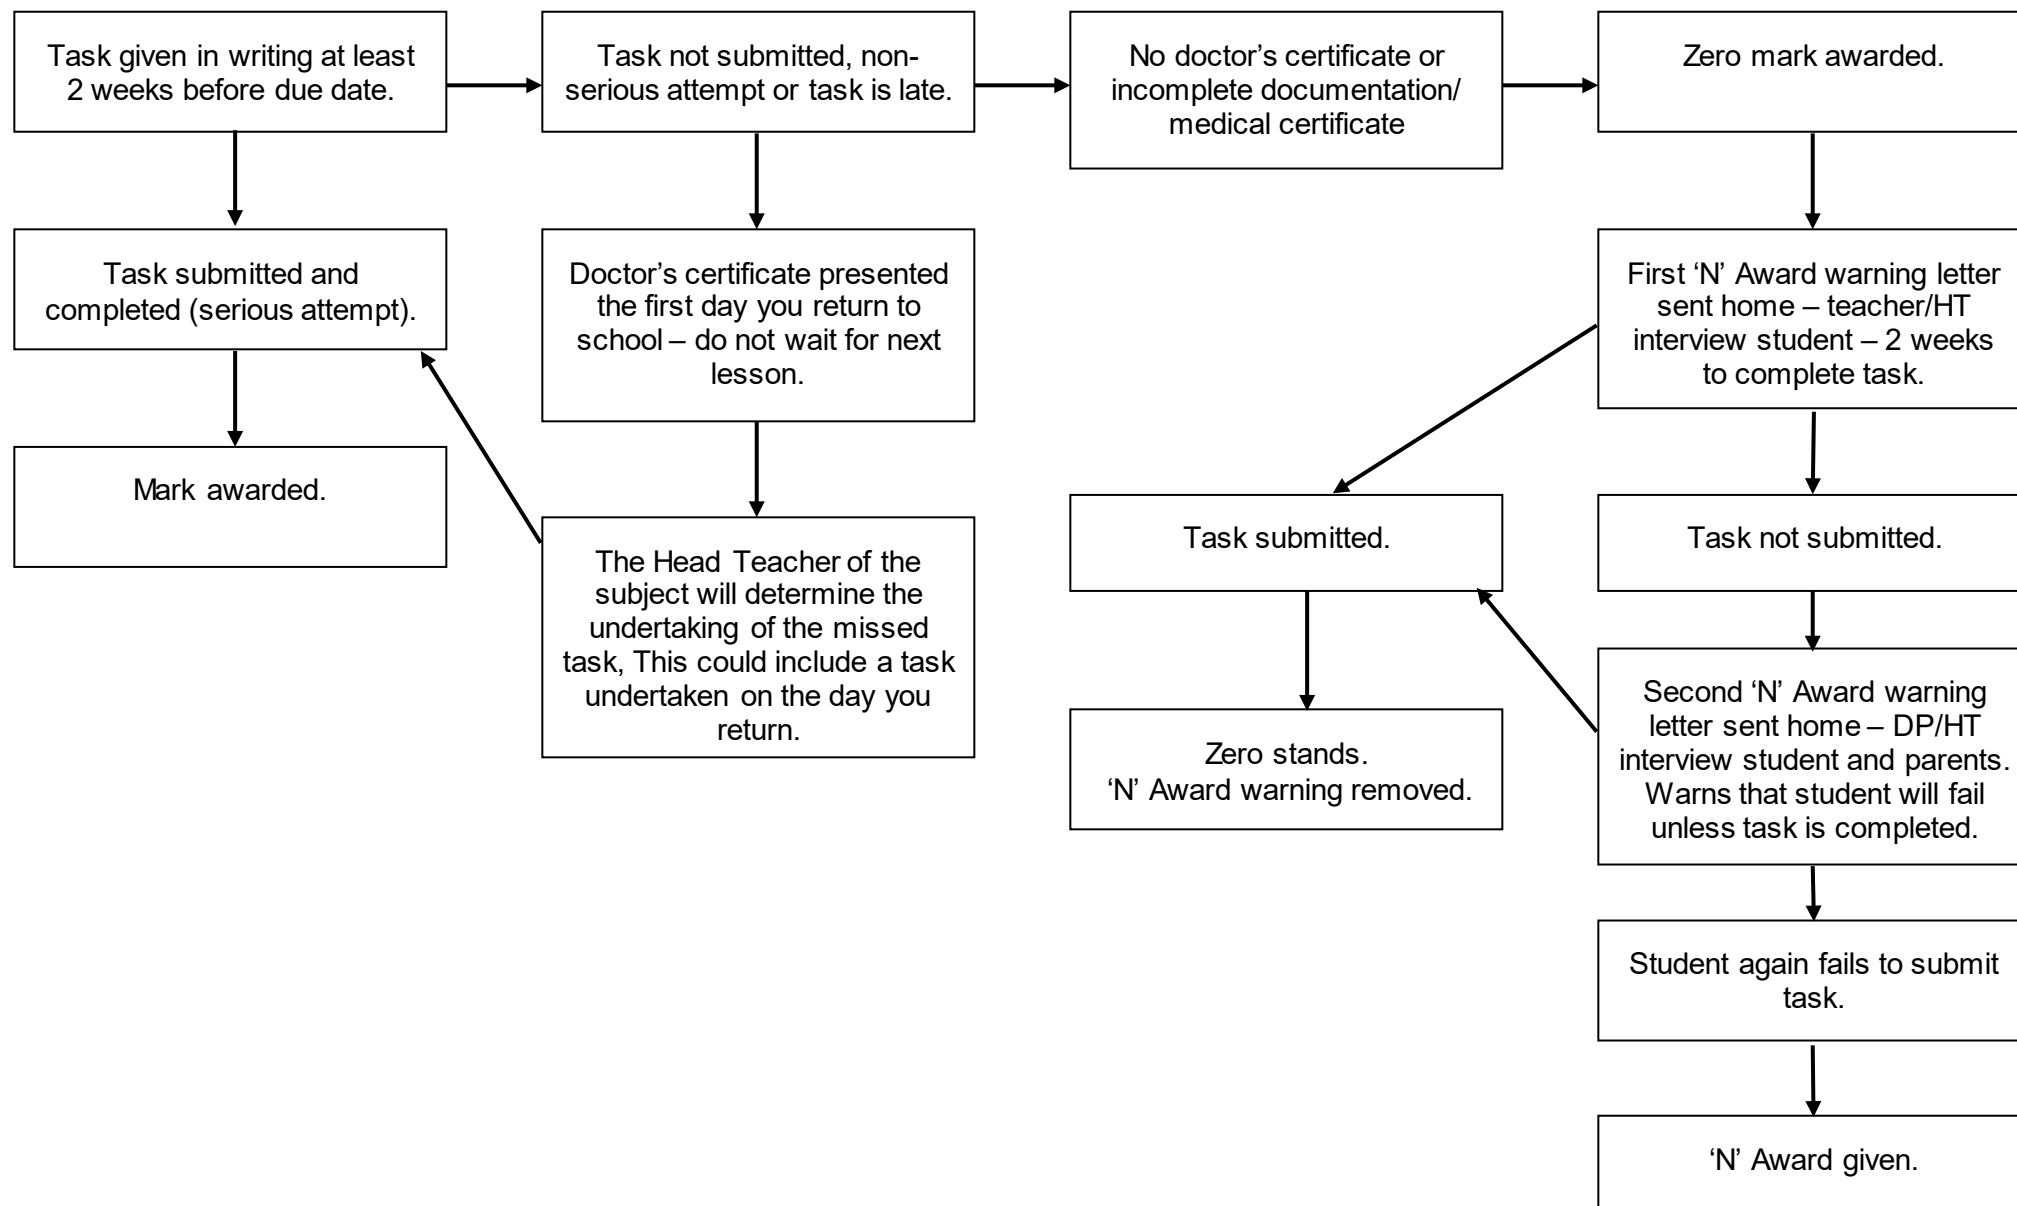 Task given in writing at least
2 weeks before due date.
Task not submitted, non-
serious attempt or task is late.
No doctor’s certificate or
incomplete documentation/
medical certificate
Zero mark awarded.
Task submitted and
completed (serious attempt).
Doctor’s certificate presented
the first day you return to
school – do not wait for next
lesson.
First ‘N’ Award warning letter
sent home – teacher/HT
interview student – 2 weeks
to complete task.
Mark awarded.
The Head Teacher of the
subject will determine the
undertaking of the missed
task, This could include a task
undertaken on the day you
return.
Task submitted.
Task not submitted.
Zero stands.
‘N’ Award warning removed.
Second ‘N’ Award warning
letter sent home – DP/HT
interview student and parents.
Warns that student will fail
unless task is completed.
Student again fails to submit
task.
‘N’ Award given.